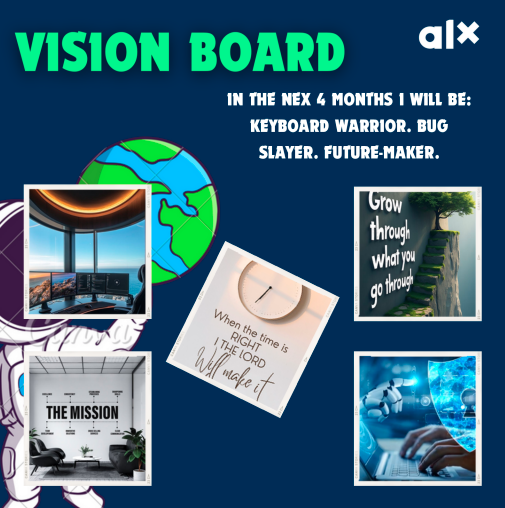 VISION BOARD
alx
IN THE NEX 4 MONTHS I WILL BE:
KEYBOARD WARRIOR. BUG
SLAYER. FUTURE-MAKER.
Grow
through
what you
go through
When the time is
RIGHT
I THE LORD
Will make it
Canva
THE MISSION